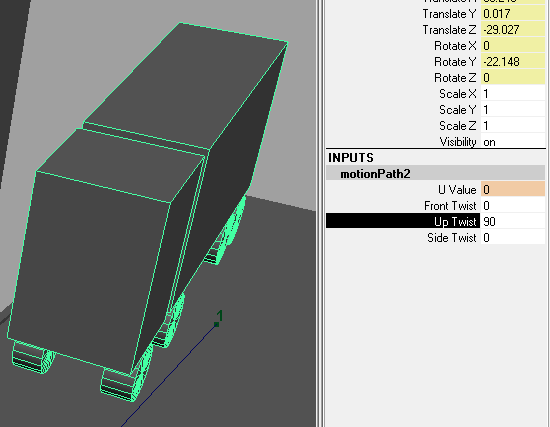 Translate Y 0.017
Translate Z -29.027
Rotate X 0
Rotate Y -22.148
Rotate Z 0
Scale X 1
Scale Y 1
Scale Z 1
Visibility on
INPUTS
motionPath2
U Value 0
Front Twist 0
Up Twist 90
Side Twist 0
1